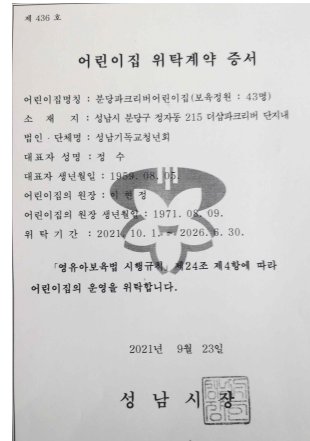 제 436 호
어린이집 위탁계약 증서
어린이집명칭 : 분당파크리버어린이집(보육정원 : 43명)
소 재 지 : 성남시 분당구 정자동 215 더샵파크리버 단지내
법인 · 단체명 : 성남기독교청년회
대표자 성명 : 정 수
대표자 생년월일 : 1959. 08. 05.
어린이집의 원장 : 이 현 정
어린이집의 원장 생년월일 : 1971. 08. 09.
위 탁 기 간 : 2021. 10. 1. ~ 2026. 6. 30.
「영유아보육법 시행규칙」 제24조 제4항에 따라
어린이집의 운영을 위탁합니다.
2021년 9월 23일
성 남 시 장